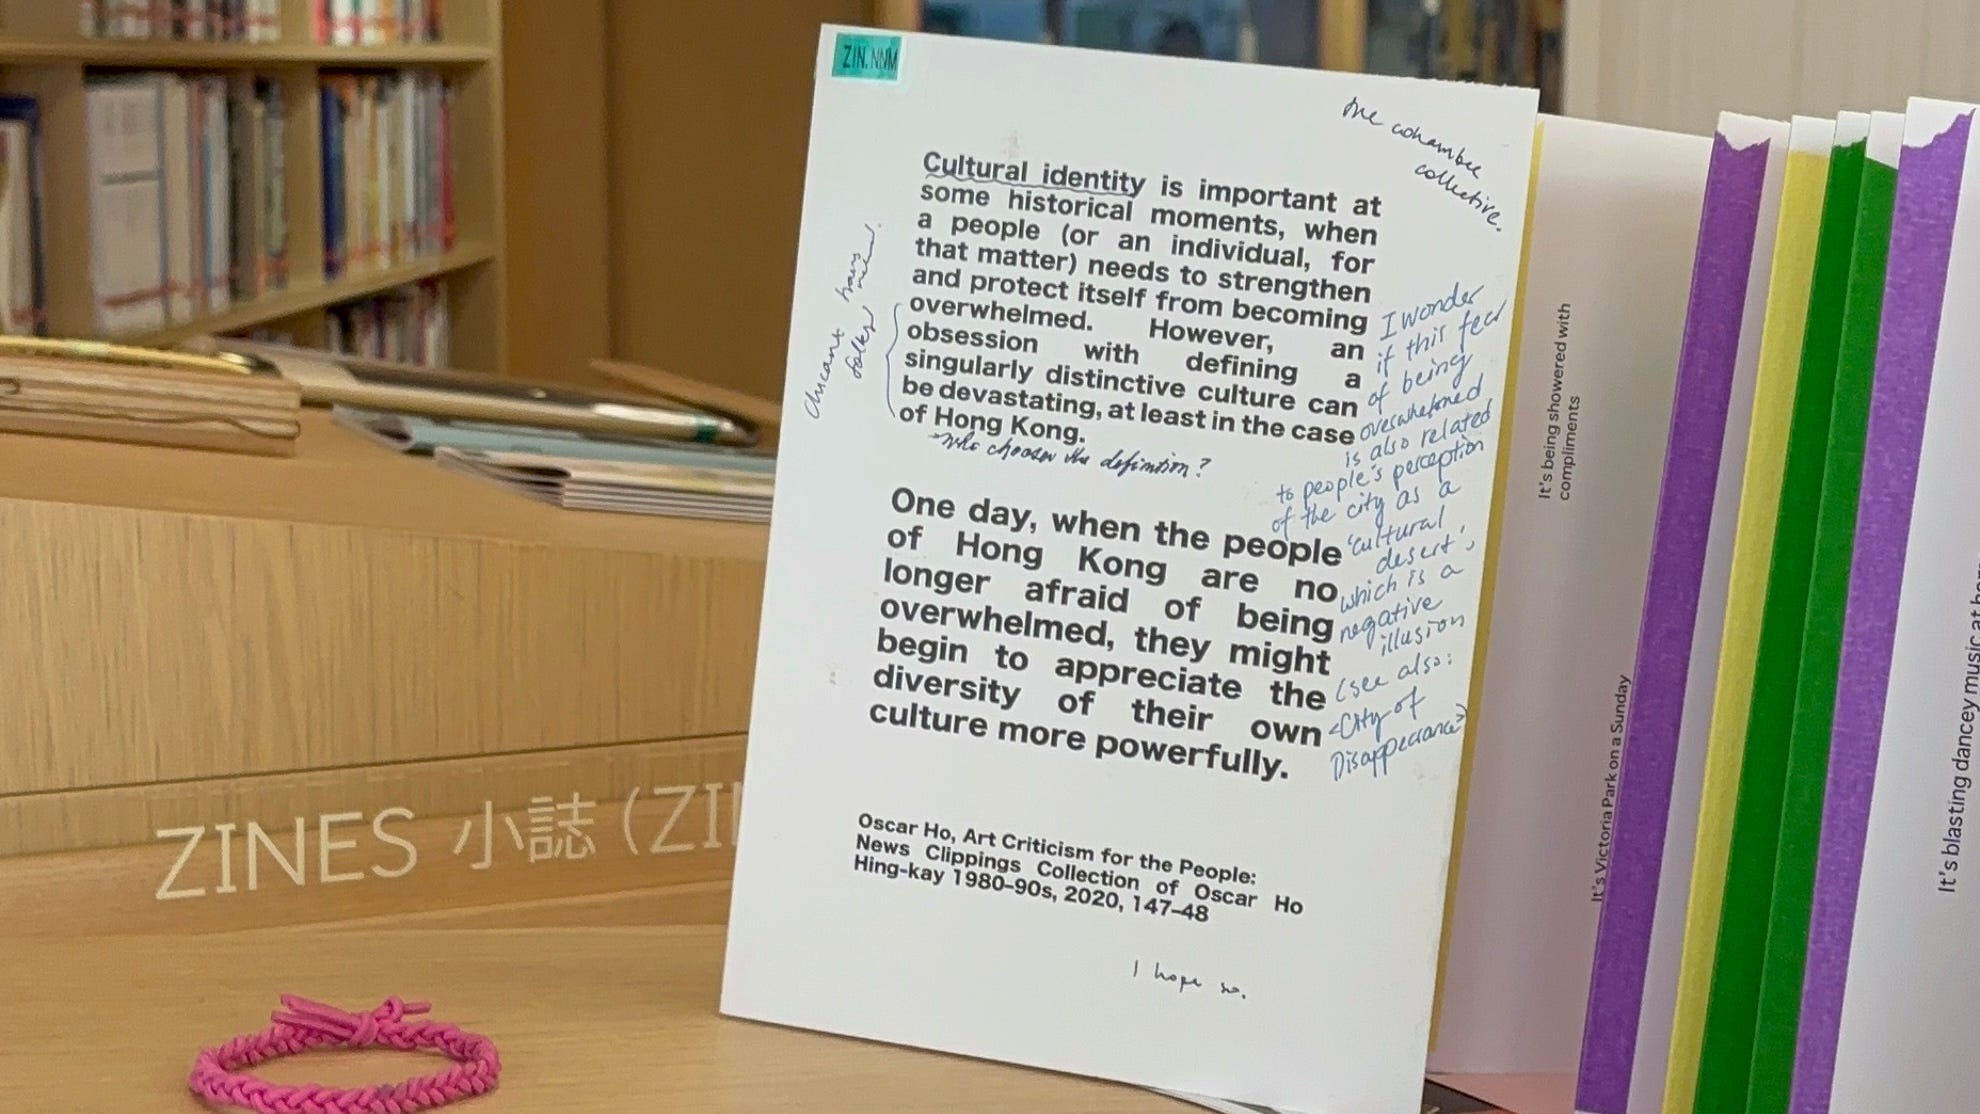 ZIN.NNM
the cohambee
collective.
Cultural identity is important at
some historical moments, when
a people (or an individual, for
that matter) needs to strengthen
and protect itself from becoming
overwhelmed. However, an
obsession with defining a
singularly distinctive culture can
be devastating, at least in the case
of Hong Kong.
who chooses the definition?
folks
I wonder
if this fear
of being
overwhelmed
is also related
to people's perception
of the city as a
'cultural
desert',
which is a
negative
illusion
(see also:
<City of
Disappearance>)
One day, when the people
of Hong Kong are no
longer afraid of being
overwhelmed, they might
begin to appreciate the
diversity of their own
culture more powerfully.
Oscar Ho, Art Criticism for the People:
News Clippings Collection of Oscar Ho
Hing-kay 1980–90s, 2020, 147–48
I hope so.
ZINES 小誌 (ZI
It's being showered with
compliments
It's Victoria Park on a Sunday
It's blasting dancey music at